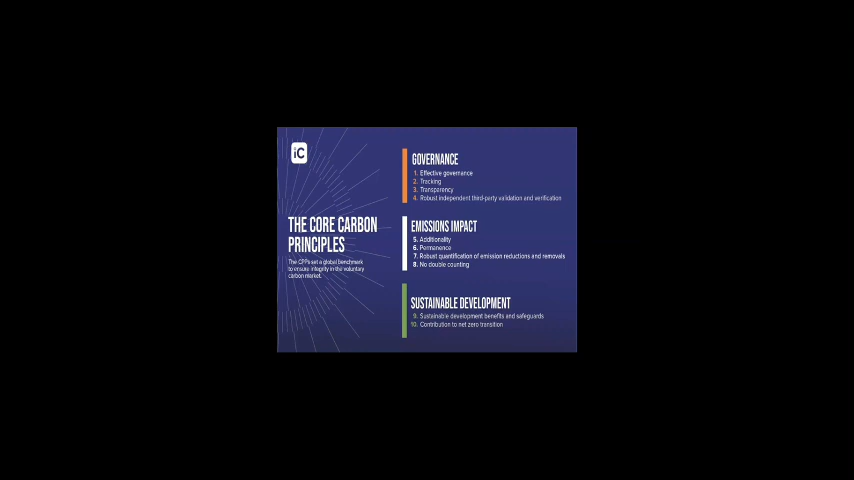 iC
THE CORE CARBON
PRINCIPLES
The CPPs set a global benchmark
to ensure integrity in the voluntary
carbon market.
GOVERNANCE
1. Effective governance
2. Tracking
3. Transparency
4. Robust independent third-party validation and verification
EMISSIONS IMPACT
5. Additionality
6. Permanence
7. Robust quantification of emission reductions and removals
8. No double counting
SUSTAINABLE DEVELOPMENT
9. Sustainable development benefits and safeguards
10. Contribution to net zero transition